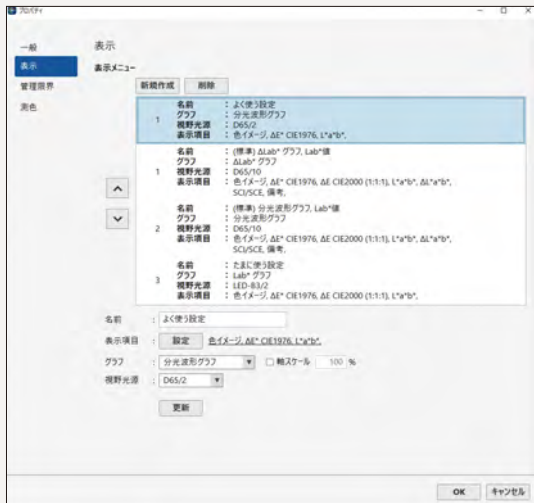 プロパティ
一般
表示
管理限界
測色
表示
表示メニュー
新規作成 削除
1
名前 : よく使う設定
グラフ : 分光波形グラフ
視野光源 : D65/2
表示項目 : 色イメージ, ΔE* CIE1976, L*a*b*,
1
名前 : (標準) ΔLab* グラフ, Lab*値
グラフ : ΔLab* グラフ
視野光源 : D65/10
表示項目 : 色イメージ, ΔE* CIE1976, ΔE CIE2000 (1:1:1), L*a*b*, ΔL*a*b*,
SCI/SCE, 備考,
2
名前 : (標準) 分光波形グラフ, Lab*値
グラフ : 分光波形グラフ
視野光源 : D65/10
表示項目 : 色イメージ, ΔE* CIE1976, ΔE CIE2000 (1:1:1), L*a*b*, ΔL*a*b*,
SCI/SCE, 備考,
3
名前 : たまに使う設定
グラフ : Lab* グラフ
視野光源 : LED-B3/2
表示項目 : 色イメージ, ΔE* CIE1976, ΔE CIE2000 (1:1:1), L*a*b*,
名前 : よく使う設定
表示項目 : 設定 色イメージ, ΔE* CIE1976, L*a*b*,
グラフ : 分光波形グラフ 軸スケール 100 %
視野光源 : D65/2
更新
OK キャンセル